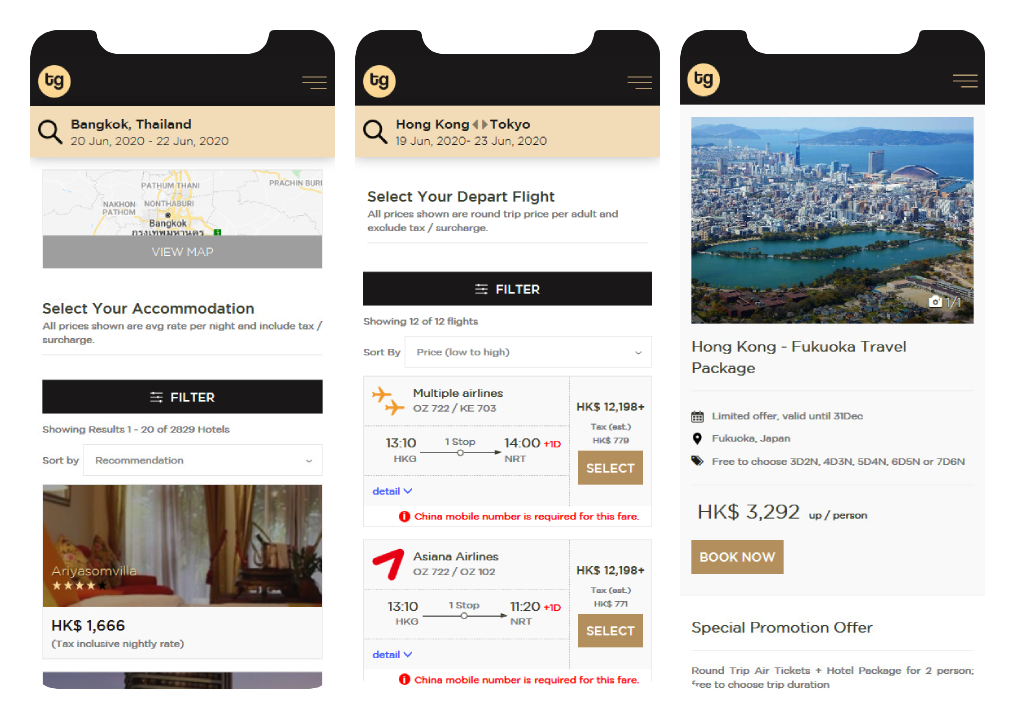 tg
Bangkok, Thailand
20 Jun, 2020 - 22 Jun, 2020
PATHUM THANI
PRACHIN BURI
NAKHON
PATHOM
NONTHABURI
Bangkok
กรุงเทพมหานคร
VIEW MAP
Select Your Accommodation
All prices shown are avg rate per night and include tax /
surcharge.
FILTER
Showing Results 1 - 20 of 2829 Hotels
Sort by Recommendation
Ariyasomvilla
HK$ 1,666
(Tax inclusive nightly rate)
tg
Hong Kong Tokyo
19 Jun, 2020- 23 Jun, 2020
Select Your Depart Flight
All prices shown are round trip price per adult and
exclude tax / surcharge.
FILTER
Showing 12 of 12 flights
Sort By Price (low to high)
Multiple airlines
OZ 722 / KE 703
13:10 1 Stop 14:00 +1D
HKG NRT
detail
HK$ 12,198+
Tax (est.)
HK$ 779
SELECT
China mobile number is required for this fare.
Asiana Airlines
OZ 722 / OZ 102
13:10 1 Stop 11:20 +1D
HKG NRT
detail
HK$ 12,198+
Tax (est.)
HK$ 771
SELECT
China mobile number is required for this fare.
tg
1/1
Hong Kong - Fukuoka Travel
Package
Limited offer, valid until 31Dec
Fukuoka, Japan
Free to choose 3D2N, 4D3N, 5D4N, 6D5N or 7D6N
HK$ 3,292 up / person
BOOK NOW
Special Promotion Offer
Round Trip Air Tickets + Hotel Package for 2 person;
free to choose trip duration